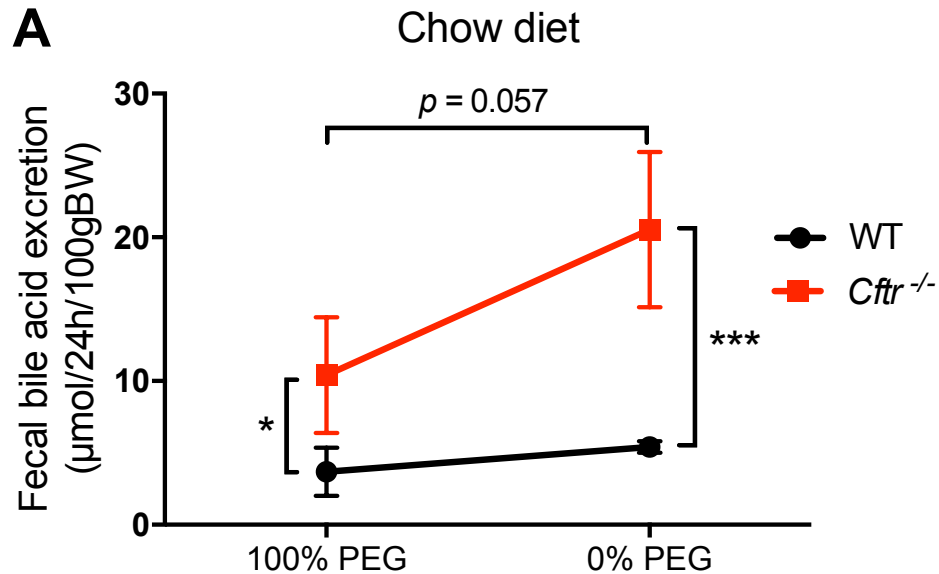 A
Chow diet
Fecal bile acid excretion
(µmol/24h/100gBW)
30
20
10
0
p = 0.057
*
***
100% PEG
0% PEG
WT
Cftr -/-